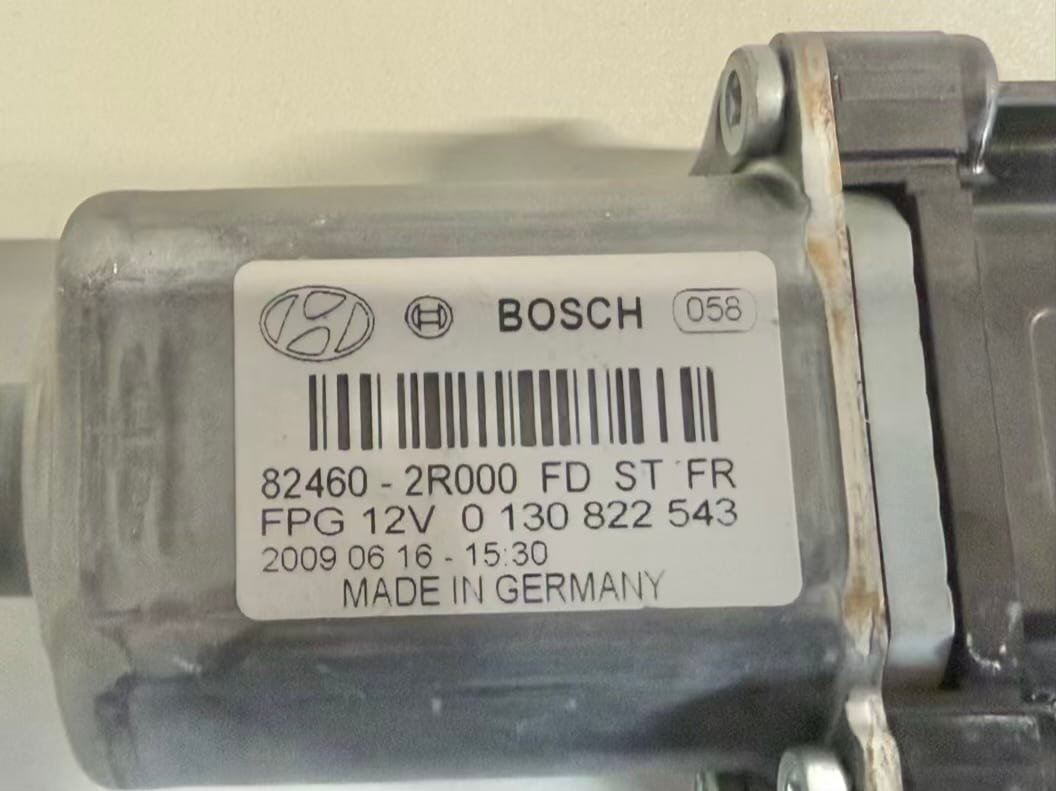 BOSCH 058
82460 - 2R000 FD ST FR
FPG 12V 0 130 822 543
2009 06 16 - 15:30
MADE IN GERMANY